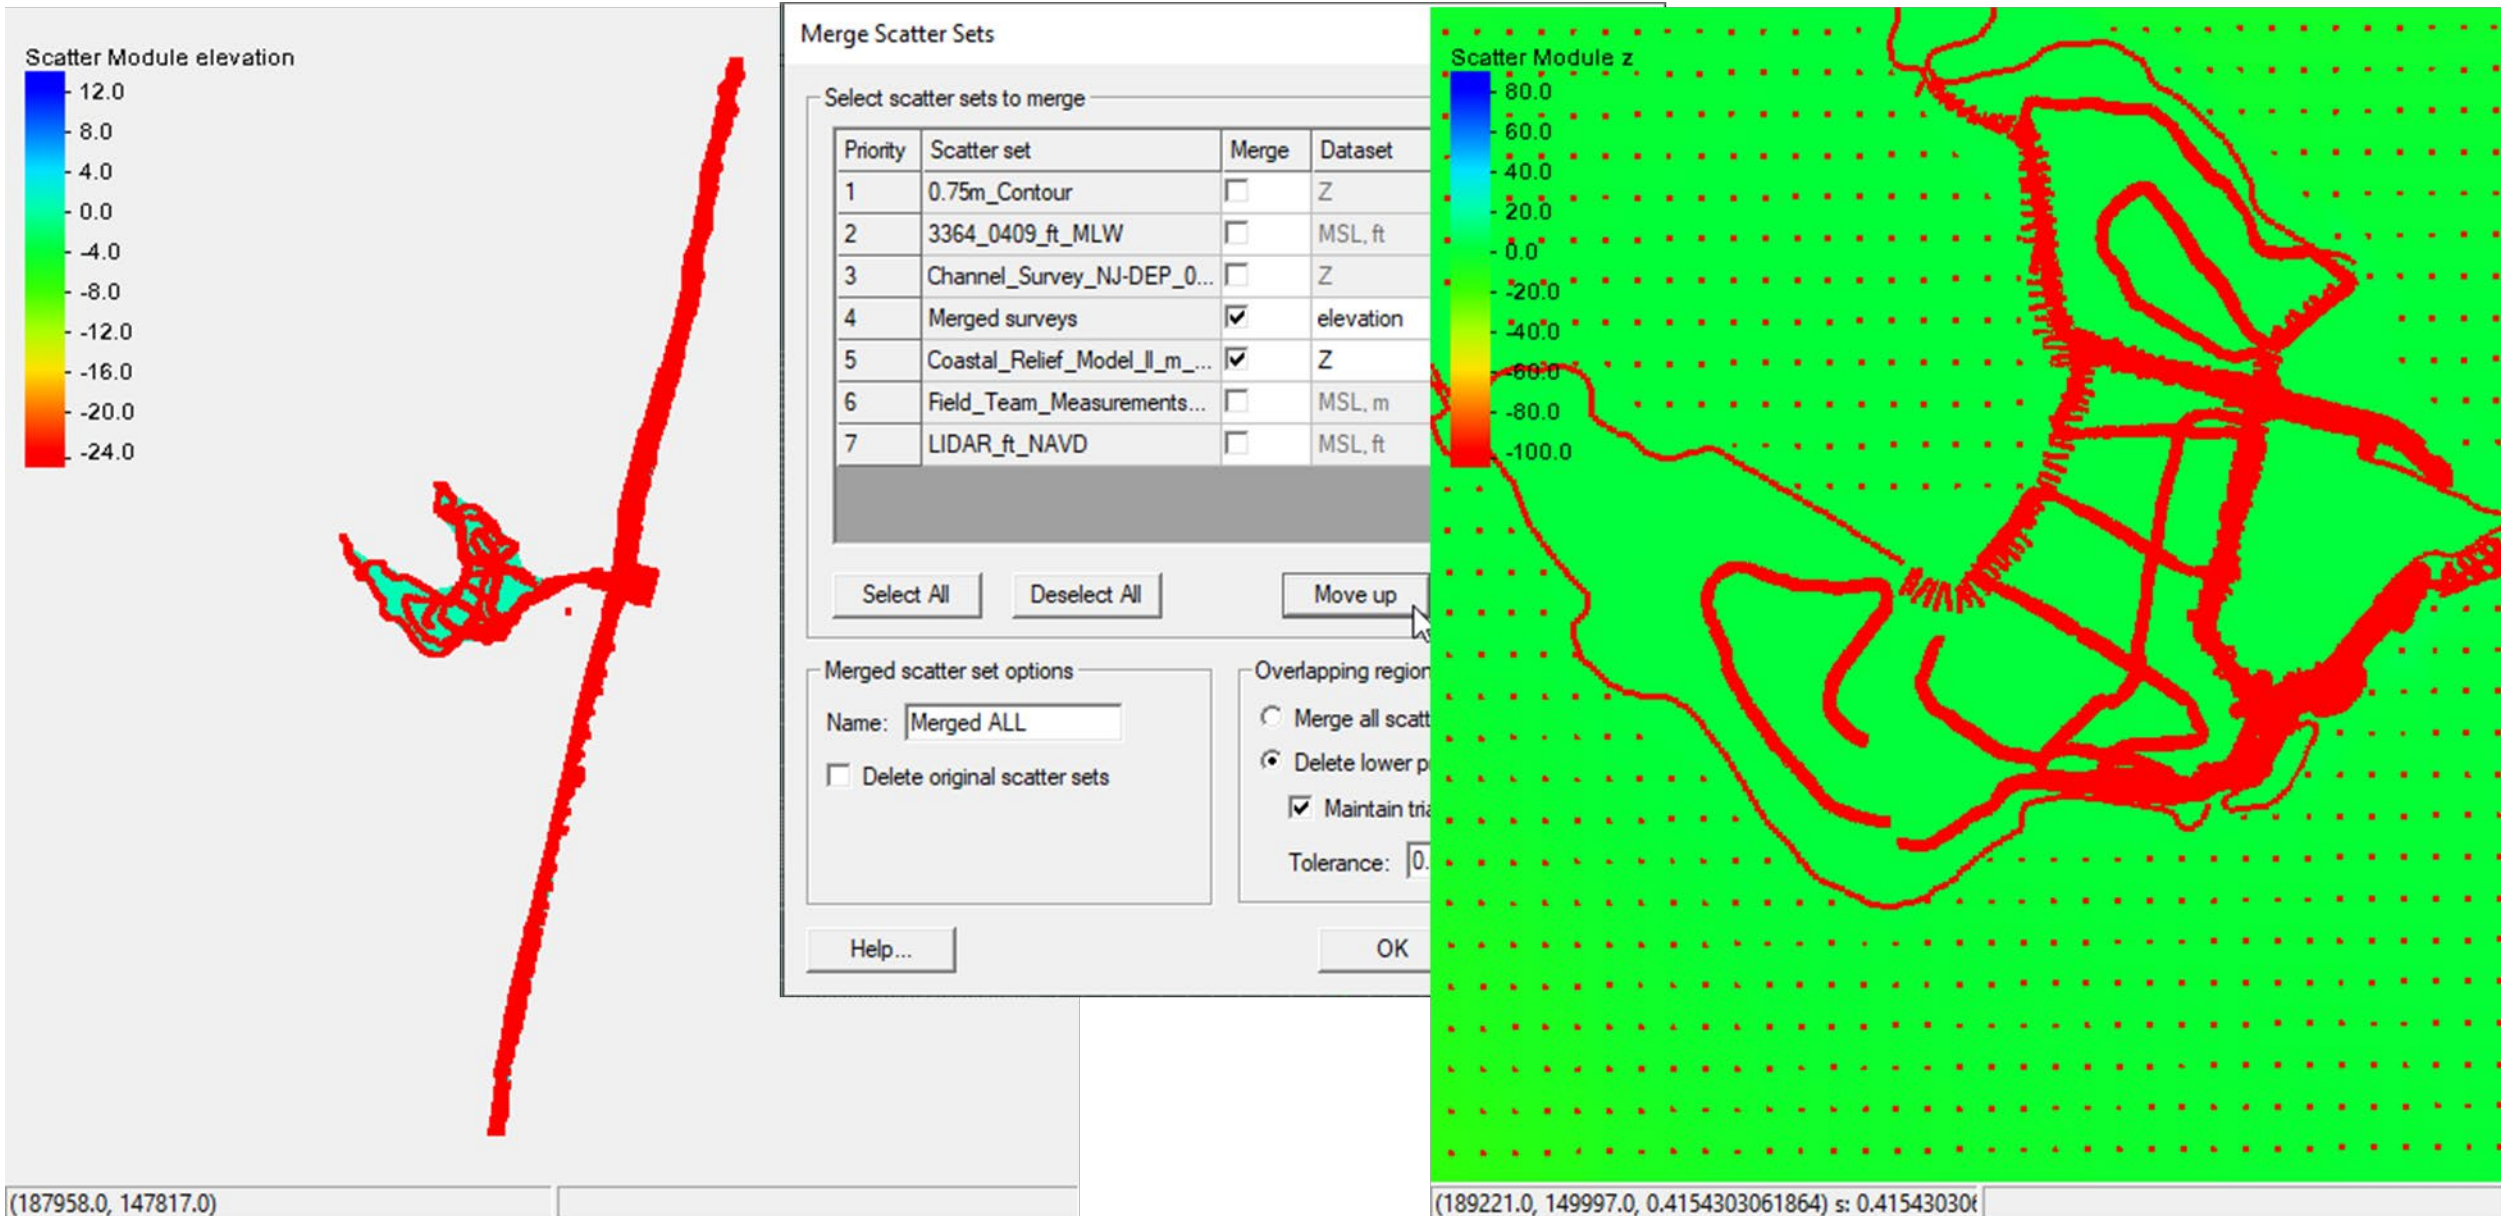 Scatter Module elevation
12.0
8.0
4.0
0.0
-4.0
-8.0
-12.0
-16.0
-20.0
-24.0
(187958.0, 147817.0)
Merge Scatter Sets
Select scatter sets to merge
Priority Scatter set Merge Dataset
1 0.75m_Contour Z
2 3364_0409_ft_MLW MSL, ft
3 Channel_Survey_NJ-DEP_0... Z
4 Merged surveys elevation
5 Coastal_Relief_Model_II_m_... Z
6 Field_Team_Measurements... MSL, m
7 LIDAR_ft_NAVD MSL, ft
Select All Deselect All Move up
Merged scatter set options
Name: Merged ALL
Delete original scatter sets
Overlapping region
Merge all scatt
Delete lower p
Maintain tria
Tolerance: 0.
Help... OK
Scatter Module z
80.0
60.0
40.0
20.0
0.0
-20.0
-40.0
-60.0
-80.0
-100.0
(189221.0, 149997.0, 0.4154303061864) s: 0.41543030